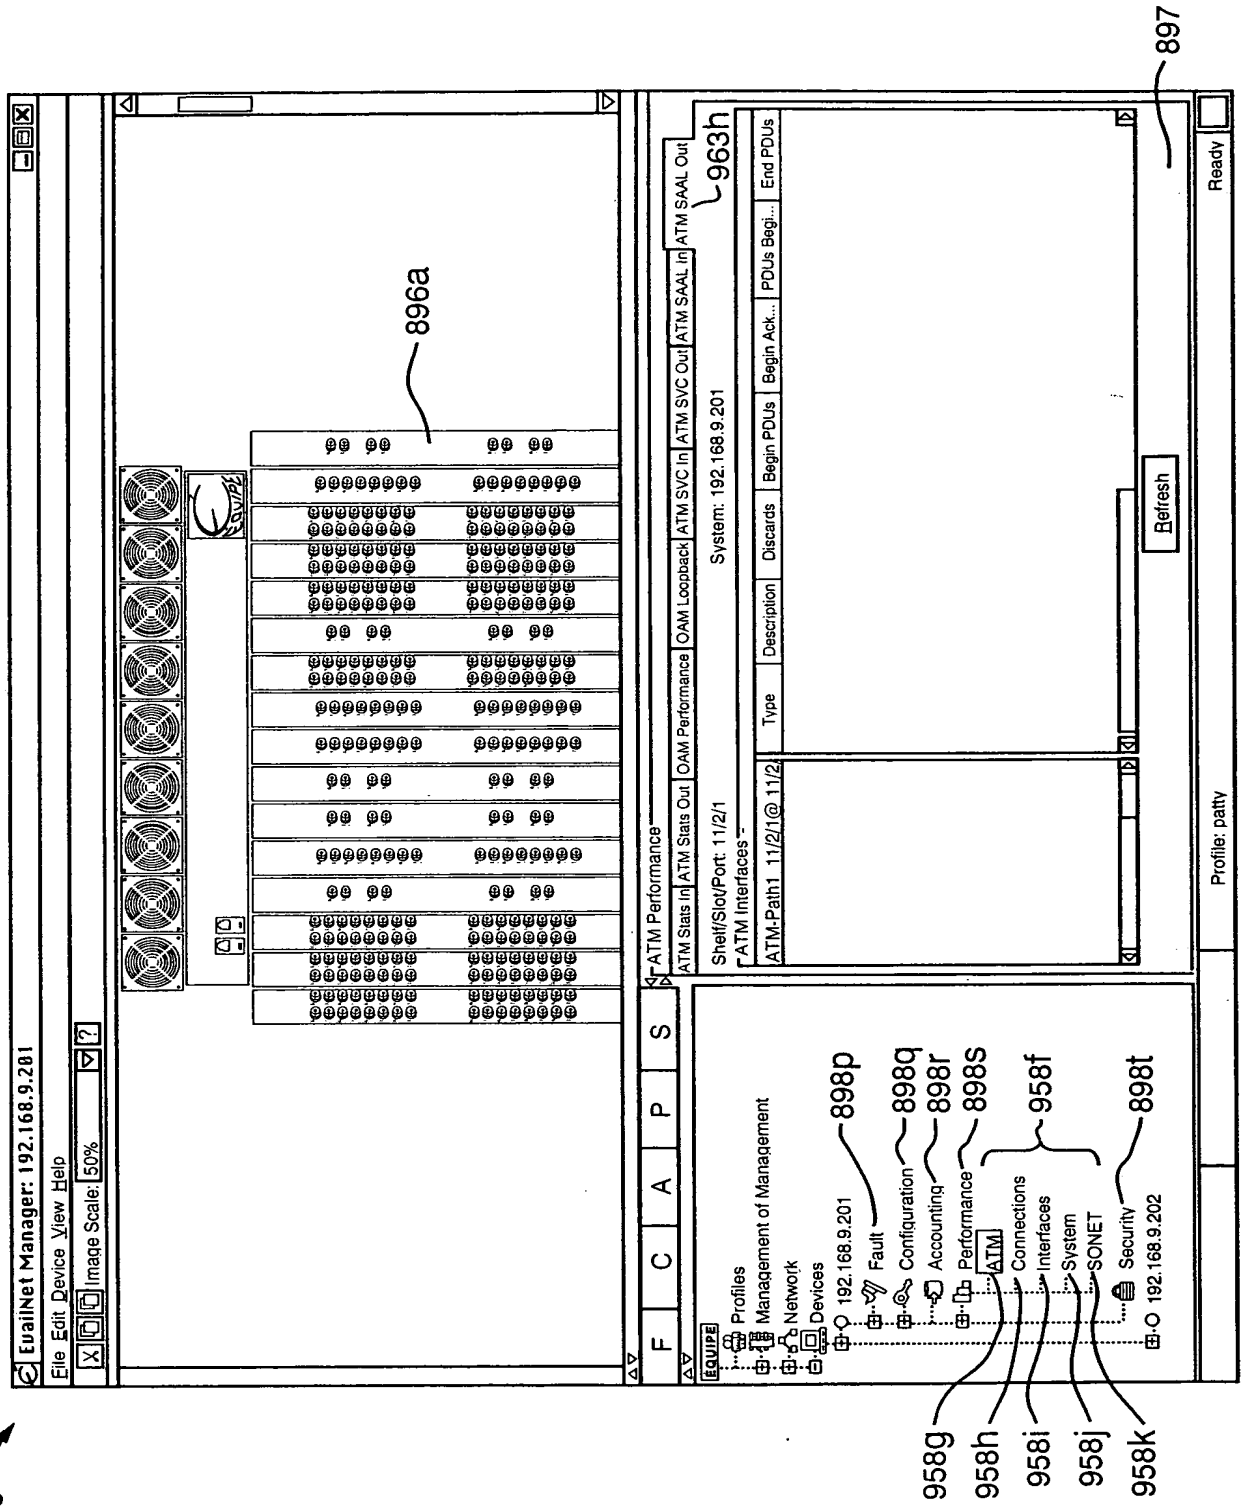 EuailNet Manager: 192.168.9.201
File Edit Device View Help
X Image Scale: 50% ?
896a
F C A P S
EQUIPE
Profiles
Management of Management
Network
Devices
192.168.9.201
898p
Fault
Configuration
898q
Accounting
898r
Performance
898s
ATM
958g
Connections
958h
958f
Interfaces
958i
System
958j
SONET
958k
Security
898t
192.168.9.202
ATM Performance
ATM Stats In ATM Stats Out OAM Performance OAM Loopback ATM SVC In ATM SVC Out ATM SAAL In ATM SAAL Out
963h
Shelf/Slot/Port: 11/2/1 System: 192.168.9.201
ATM Interfaces -
ATM-Path1 11/2/1@ 11/2/
Type Description Discards Begin PDUs Begin Ack... PDUs Begi... End PDUs
Refresh
897
Profile: patty Ready